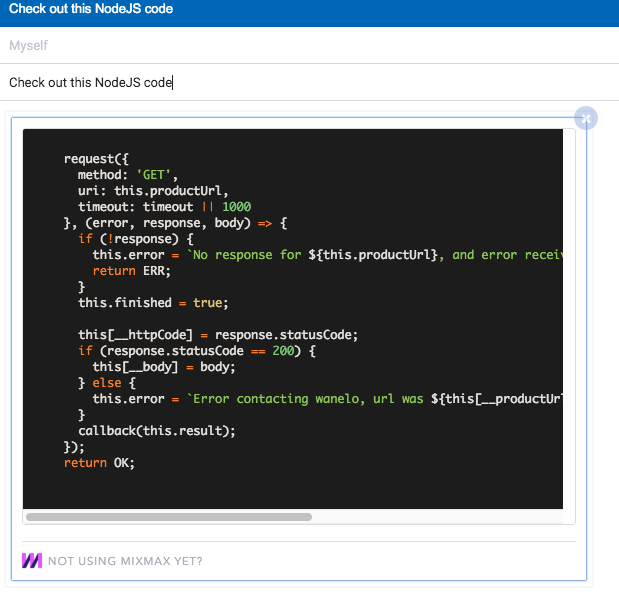 Check out this NodeJS code
Myself
Check out this NodeJS code
request({
  method: 'GET',
  uri: this.productUrl,
  timeout: timeout || 1000
}, (error, response, body) => {
  if (!response) {
    this.error = `No response for ${this.productUrl}, and error
    return ERR;
  }
  this.finished = true;

  this[__httpCode] = response.statusCode;
  if (response.statusCode == 200) {
    this[__body] = body;
  } else {
    this.error = `Error contacting wanelo, url was ${this[__productUr
  }
  callback(this.result);
});
return OK;
NOT USING MIXMAX YET?